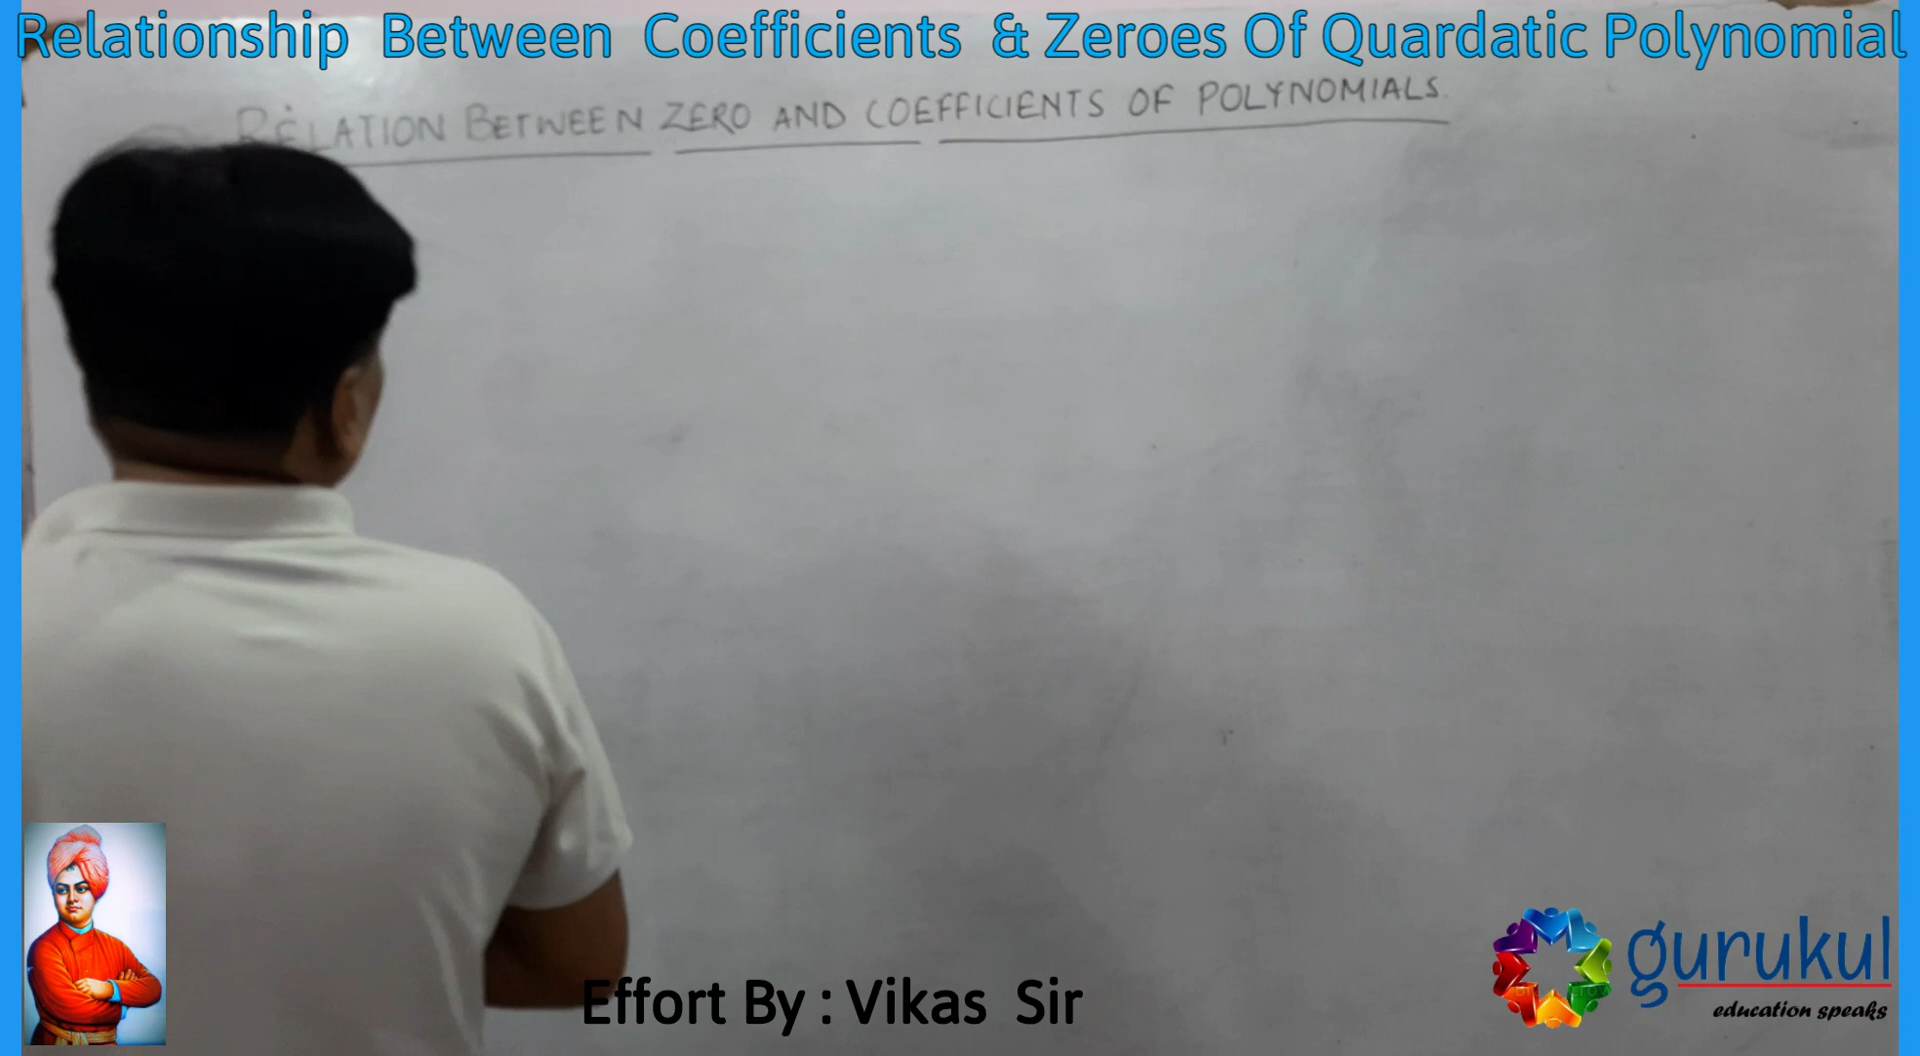 Relationship Between Coefficients & Zeroes Of Quardatic Polynomial
RELATION BETWEEN ZERO AND COEFFICIENTS OF POLYNOMIALS.
Effort By : Vikas Sir
gurukul
education speaks